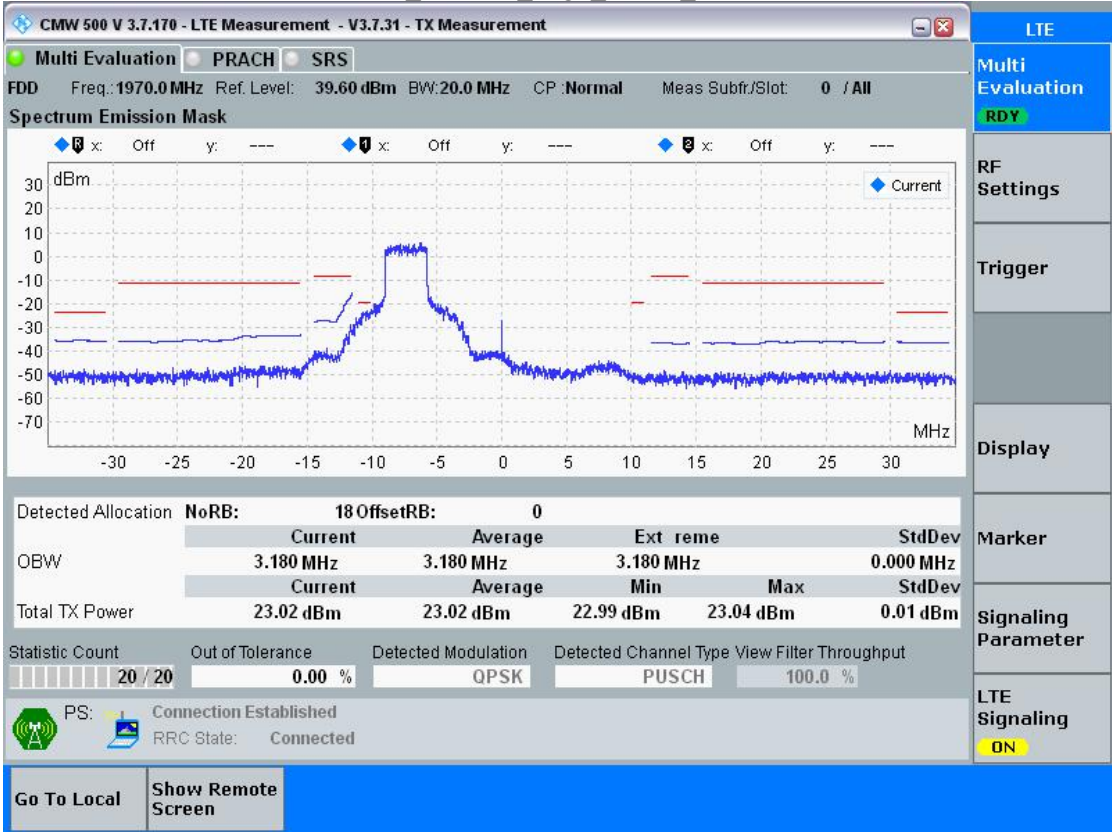 CMW 500 V 3.7.170 - LTE Measurement - V3.7.31 - TX Measurement
LTE
Multi Evaluation PRACH SRS
Multi
Evaluation
RDY
FDD Freq.: 1970.0 MHz Ref. Level: 39.60 dBm BW: 20.0 MHz CP : Normal Meas Subfr./Slot: 0 / All
Spectrum Emission Mask
R x: Off y: --- 1 x: Off y: --- 2 x: Off y: ---
dBm
Current
30
20
10
0
-10
-20
-30
-40
-50
-60
-70
MHz
-30 -25 -20 -15 -10 -5 0 5 10 15 20 25 30
RF
Settings
Trigger
Display
Marker
Signaling
Parameter
LTE
Signaling
ON
Detected Allocation NoRB: 18 OffsetRB: 0
Current Average Ext reme StdDev
OBW 3.180 MHz 3.180 MHz 3.180 MHz 0.000 MHz
Current Average Min Max StdDev
Total TX Power 23.02 dBm 23.02 dBm 22.99 dBm 23.04 dBm 0.01 dBm
Statistic Count Out of Tolerance Detected Modulation Detected Channel Type View Filter Throughput
20 / 20 0.00 % QPSK PUSCH 100.0 %
PS: Connection Established
RRC State: Connected
Go To Local
Show Remote
Screen